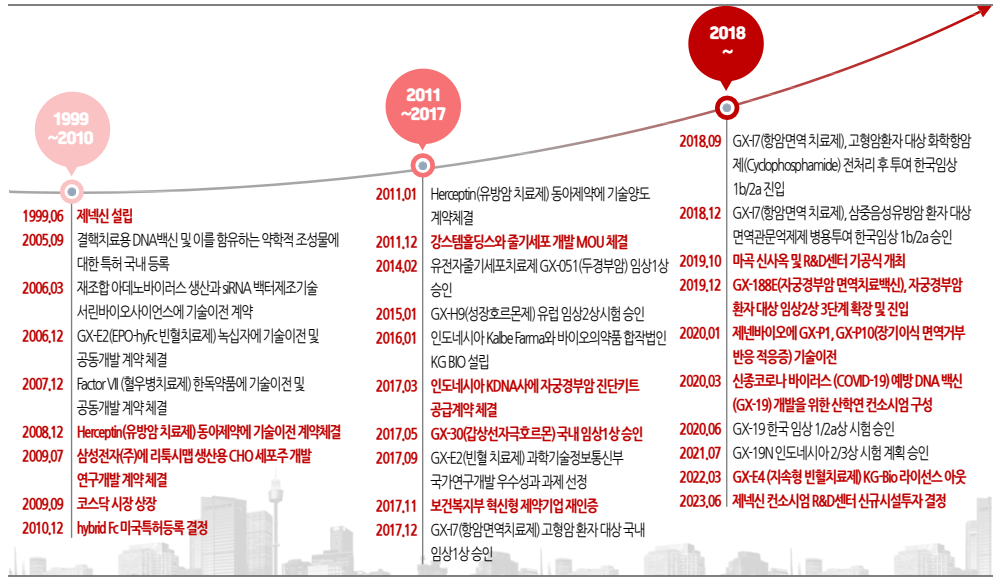 1999
~2010
1999.06 제넥신 설립
2005.09 결핵치료용 DNA백신 및 이를 함유하는 약학적 조성물에
대한 특허 국내 등록
2006.03 재조합 아데노바이러스 생산과 siRNA 백터제조기술
서린바이오사이언스에 기술이전 계약
2006.12 GX-E2(EPO-hyFc 빈혈치료제) 녹십자에 기술이전 및
공동개발 계약 체결
2007.12 Factor VII (혈우병치료제) 한독약품에 기술이전 및
공동개발 계약 체결
2008.12 Herceptin(유방암 치료제) 동아제약에 기술이전 계약체결
2009.07 삼성전자(주)에 리툭시맵 생산용 CHO 세포주 개발
연구개발 계약 체결
2009.09 코스닥 시장 상장
2010.12 hybrid Fc 미국특허등록 결정
2011
~2017
2011.01 Herceptin(유방암 치료제) 동아제약에 기술양도
계약체결
2011.12 강스템홀딩스와 줄기세포 개발 MOU 체결
2014.02 유전자줄기세포치료제 GX-051(두경부암) 임상1상
승인
2015.01 GX-H9(성장호르몬제) 유럽 임상2상시험 승인
2016.01 인도네시아 Kalbe Farma와 바이오의약품 합작법인
KG BIO 설립
2017.03 인도네시아 KDNA사에 자궁경부암 진단키트
공급계약 체결
2017.05 GX-30(갑상선자극호르몬) 국내 임상1상 승인
2017.09 GX-E2(빈혈 치료제) 과학기술정보통신부
국가연구개발 우수성과 과제 선정
2017.11 보건복지부 혁신형 제약기업 재인증
2017.12 GX-I7(항암면역치료제) 고형암 환자 대상 국내
임상1상 승인
2018
~
2018.09 GX-I7(항암면역 치료제), 고형암환자 대상 화학항암
제(Cyclophosphamide) 전처리 후 투여 한국임상
1b/2a 진입
2018.12 GX-I7(항암면역 치료제), 삼중음성유방암 환자 대상
면역관문억제제 병용투여 한국임상 1b/2a 승인
2019.10 마곡 신사옥 및 R&D센터 기공식 개최
2019.12 GX-188E(자궁경부암 면역치료백신), 자궁경부암
환자 대상 임상2상 3단계 확장 및 진입
2020.01 제넨바이오에 GX-P1, GX-P10(장기이식 면역거부
반응 적응증) 기술이전
2020.03 신종코로나 바이러스 (COVID-19) 예방 DNA 백신
(GX-19) 개발을 위한 산학연 컨소시엄 구성
2020.06 GX-19 한국 임상 1/2a상 시험 승인
2021.07 GX-19N 인도네시아 2/3상 시험 계획 승인
2022.03 GX-E4 (지속형 빈혈치료제) KG-Bio 라이선스 아웃
2023.06 제넥신 컨소시엄 R&D센터 신규시설투자 결정